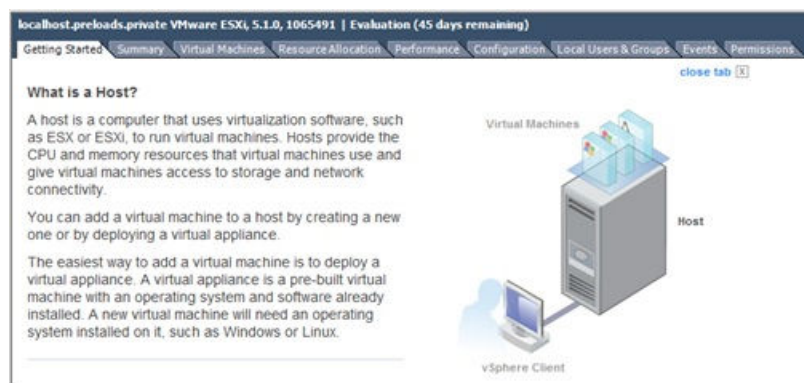 localhost.preloads.private VMware ESXi, 5.1.0, 1065491 | Evaluation (45 days remaining)
Getting Started Summary Virtual Machines Resource Allocation Performance Configuration Local Users & Groups Events Permissions
close tab X
What is a Host?
A host is a computer that uses virtualization software, such
as ESX or ESXi, to run virtual machines. Hosts provide the
CPU and memory resources that virtual machines use and
give virtual machines access to storage and network
connectivity.
You can add a virtual machine to a host by creating a new
one or by deploying a virtual appliance.
The easiest way to add a virtual machine is to deploy a
virtual appliance. A virtual appliance is a pre-built virtual
machine with an operating system and software already
installed. A new virtual machine will need an operating
system installed on it, such as Windows or Linux.
Virtual Machines
Host
vSphere Client